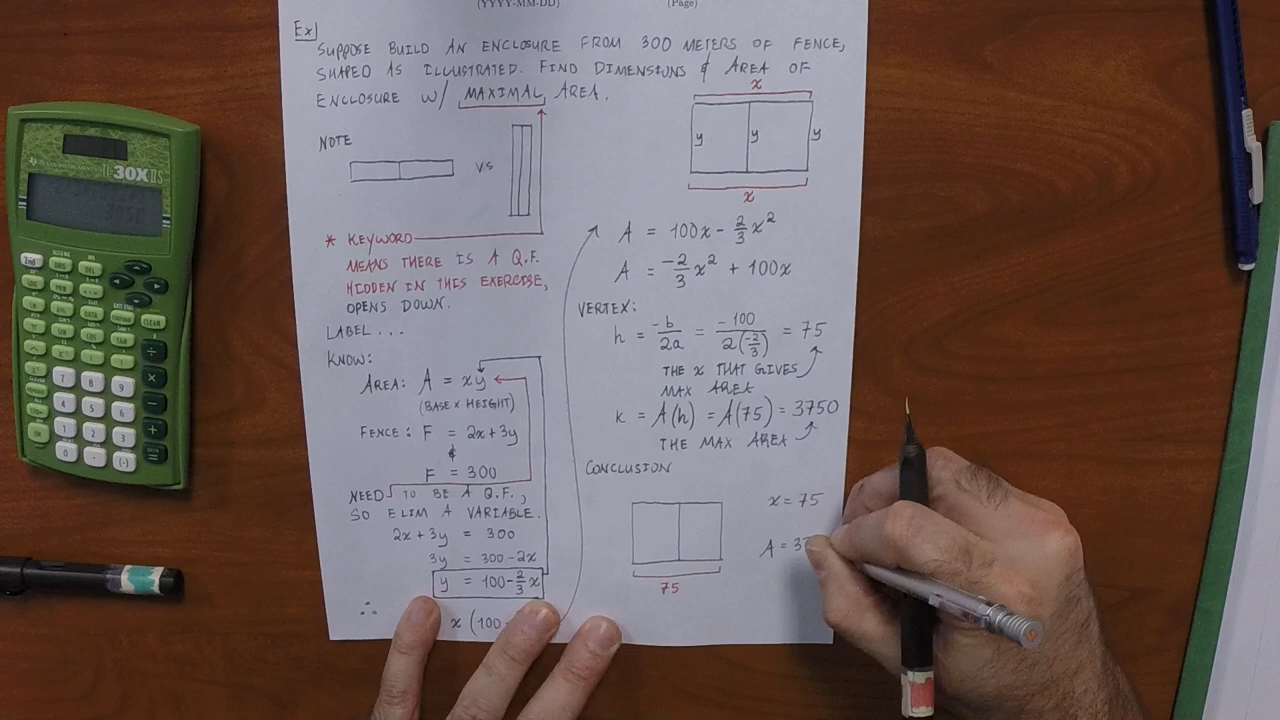 (YYYY-MM-DD) (Page)
Ex
SUPPOSE BUILD AN ENCLOSURE FROM 300 METERS OF FENCE,
SHAPED AS ILLUSTRATED. FIND DIMENSIONS & AREA OF
ENCLOSURE W/ MAXIMAL AREA.
NOTE
VS
* KEYWORD
MEANS THERE IS A Q.F.
HIDDEN IN THIS EXERCISE,
OPENS DOWN.
LABEL...
KNOW:
AREA: A = xy
(BASE × HEIGHT)
FENCE: F = 2x+3y
&
F = 300
NEED TO BE A Q.F.,
SO ELIM A VARIABLE.
2x+3y = 300
3y = 300-2x
y = 100-2/3x
∴ x(100-
x
y y y
x
A = 100x - 2/3 x²
A = -2/3 x² + 100x
VERTEX:
h = -b/2a = -100/2(-2/3) = 75
THE x THAT GIVES
MAX AREA
k = A(h) = A(75) = 3750
THE MAX AREA
CONCLUSION
x = 75
A = 37
75
TI-30X IIS